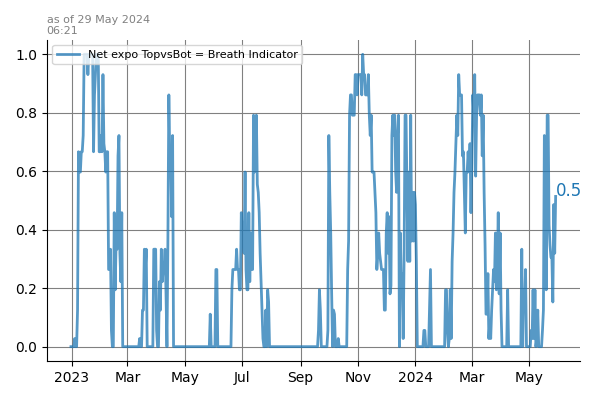 as of 29 May 2024
06:21
Net expo TopvsBot = Breath Indicator
1.0
0.8
0.6
0.4
0.2
0.0
0.5
2023 Mar May Jul Sep Nov 2024 Mar May